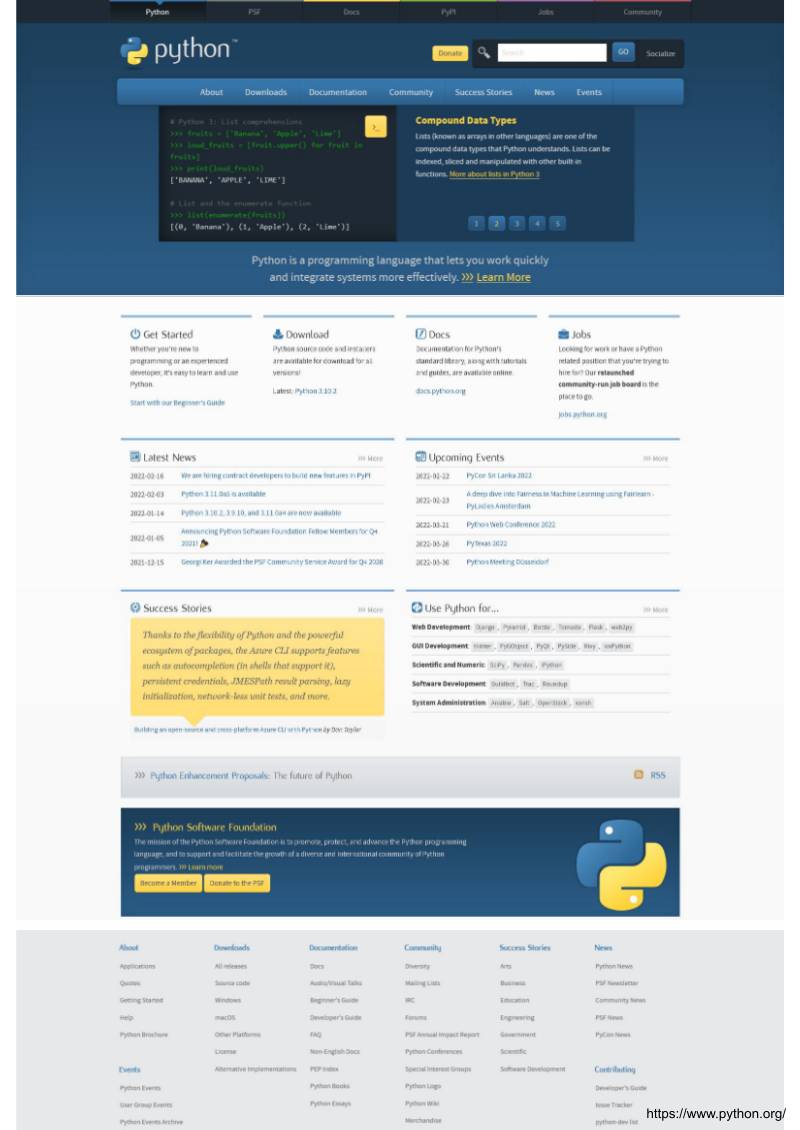 Python
PSF
Docs
PyPI
Jobs
Community
python™
Donate
Search
GO
Socialize
About
Downloads
Documentation
Community
Success Stories
News
Events
# Python 3: List comprehensions
>>> fruits = ['Banana', 'Apple', 'Lime']
>>> loud_fruits = [fruit.upper() for fruit in
fruits]
>>> print(loud_fruits)
['BANANA', 'APPLE', 'LIME']
# List and the enumerate function
>>> list(enumerate(fruits))
[(0, 'Banana'), (1, 'Apple'), (2, 'Lime')]
>_
Compound Data Types
Lists (known as arrays in other languages) are one of the
compound data types that Python understands. Lists can be
indexed, sliced and manipulated with other built-in
functions. More about lists in Python 3
1 2 3 4 5
Python is a programming language that lets you work quickly
and integrate systems more effectively. >>> Learn More
Get Started
Whether you're new to
programming or an experienced
developer, it's easy to learn and use
Python.
Start with our Beginner's Guide
Download
Python source code and installers
are available for download for all
versions!
Latest: Python 3.10.2
Docs
Documentation for Python's
standard library, along with tutorials
and guides, are available online.
docs.python.org
Jobs
Looking for work or have a Python
related position that you're trying to
hire for? Our relaunched
community-run job board is the
place to go.
jobs.python.org
Latest News
>>> More
2022-02-16 We are hiring contract developers to build new features in PyPI
2022-02-03 Python 3.11.0a5 is available
2022-01-14 Python 3.10.2, 3.9.10, and 3.11.0a4 are now available
2022-01-05 Announcing Python Software Foundation Fellow Members for Q4
2021!
2021-12-15 Georgi Ker Awarded the PSF Community Service Award for Q4 2020
Upcoming Events
>>> More
2022-02-22 PyCon Sri Lanka 2022
2022-02-23 A deep dive into Fairness in Machine Learning using Fairlearn -
PyLadies Amsterdam
2022-03-21 Python Web Conference 2022
2022-03-26 PyTexas 2022
2022-03-30 Python Meeting Düsseldorf
Success Stories
>>> More
Thanks to the flexibility of Python and the powerful
ecosystem of packages, the Azure CLI supports features
such as autocompletion (in shells that support it),
persistent credentials, JMESPath result parsing, lazy
initialization, network-less unit tests, and more.
Building an open-source and cross-platform Azure CLI with Python by Dev. Taylor
Use Python for...
>>> More
Web Development: Django, Pyramid, Bottle, Tornado, Flask, web2py
GUI Development: tkInter, PyGObject, PyQt, PySide, Kivy, wxPython
Scientific and Numeric: SciPy, Pandas, IPython
Software Development: Buildbot, Trac, Roundup
System Administration: Ansible, Salt, OpenStack, xonsh
>>> Python Enhancement Proposals: The future of Python
RSS
>>> Python Software Foundation
The mission of the Python Software Foundation is to promote, protect, and advance the Python programming
language, and to support and facilitate the growth of a diverse and international community of Python
programmers. >>> Learn more
Become a Member
Donate to the PSF
About
Applications
Quotes
Getting Started
Help
Python Brochure
Downloads
All releases
Source code
Windows
macOS
Other Platforms
License
Alternative Implementations
Documentation
Docs
Audio/Visual Talks
Beginner's Guide
Developer's Guide
FAQ
Non-English Docs
PEP Index
Python Books
Python Essays
Community
Diversity
Mailing Lists
IRC
Forums
PSF Annual Impact Report
Python Conferences
Special Interest Groups
Python Logo
Python Wiki
Merchandise
Success Stories
Arts
Business
Education
Engineering
Government
Scientific
Software Development
News
Python News
PSF Newsletter
Community News
PSF News
PyCon News
Events
Python Events
User Group Events
Python Events Archive
Contributing
Developer's Guide
Issue Tracker
python-dev list
https://www.python.org/